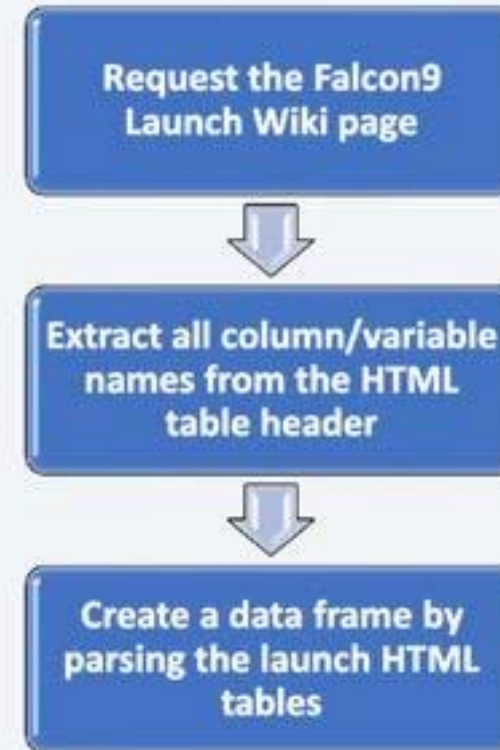 Request the Falcon9
Launch Wiki page
Extract all column/variable
names from the HTML
table header
Create a data frame by
parsing the launch HTML
tables